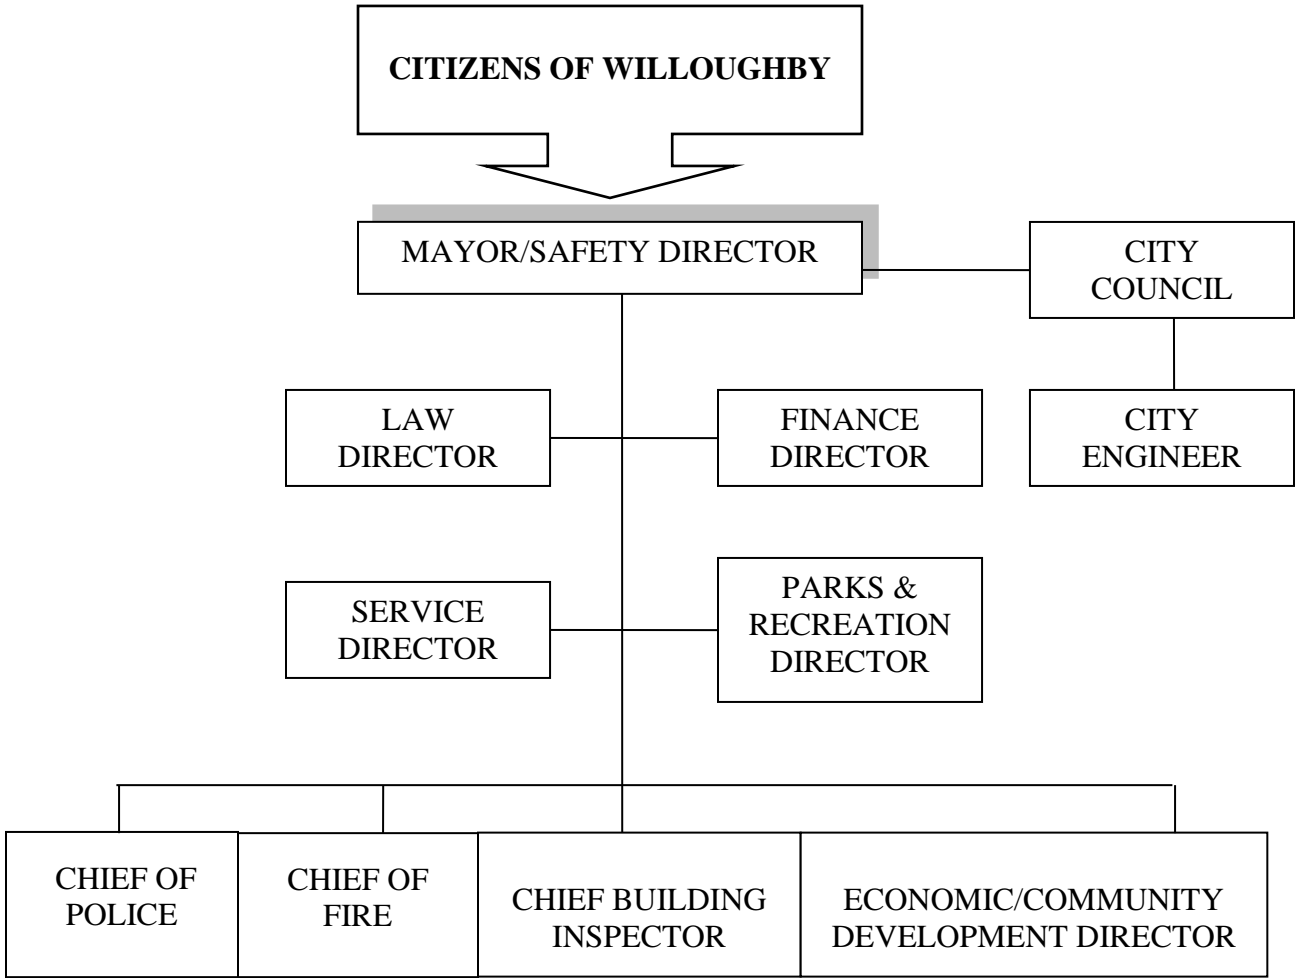 CITIZENS OF WILLOUGHBY
MAYOR/SAFETY DIRECTOR
CITY
COUNCIL
LAW
DIRECTOR
FINANCE
DIRECTOR
CITY
ENGINEER
SERVICE
DIRECTOR
PARKS &
RECREATION
DIRECTOR
CHIEF OF
POLICE
CHIEF OF
FIRE
CHIEF BUILDING
INSPECTOR
ECONOMIC/COMMUNITY
DEVELOPMENT DIRECTOR